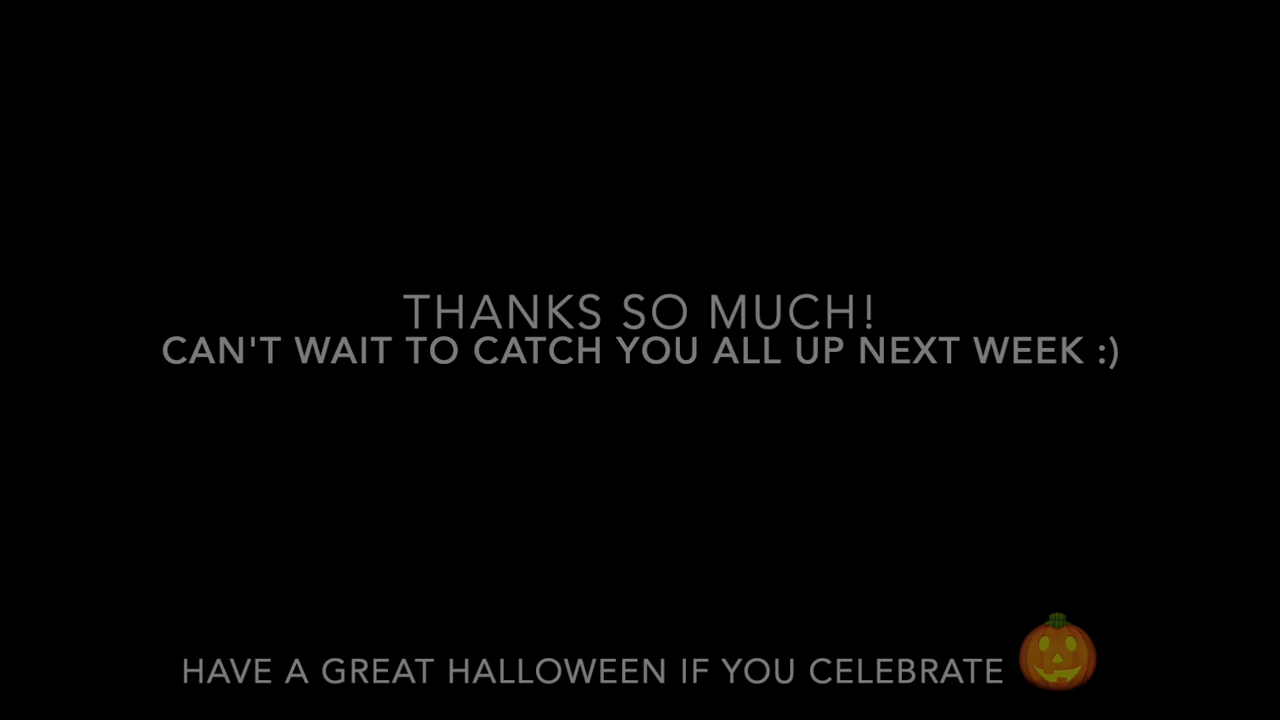 THANKS SO MUCH!
CAN'T WAIT TO CATCH YOU ALL UP NEXT WEEK :)
HAVE A GREAT HALLOWEEN IF YOU CELEBRATE 🎃